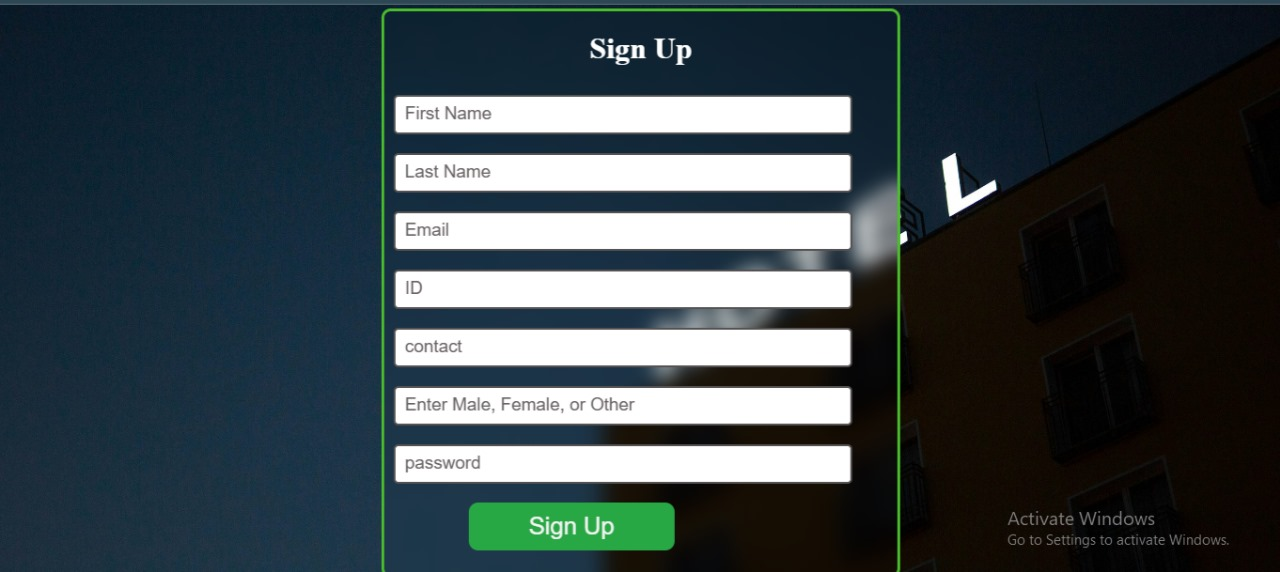 Sign Up
First Name
Last Name
Email
ID
contact
Enter Male, Female, or Other
password
Sign Up
L
Activate Windows
Go to Settings to activate Windows.